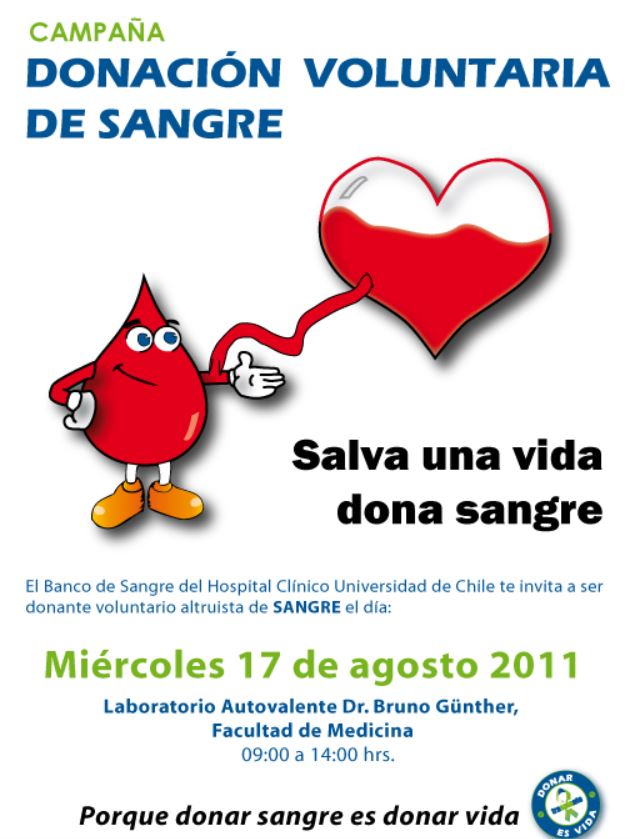 CAMPAÑA
DONACIÓN VOLUNTARIA
DE SANGRE
Salva una vida
dona sangre
El Banco de Sangre del Hospital Clínico Universidad de Chile te invita a ser
donante voluntario altruista de SANGRE el día:
Miércoles 17 de agosto 2011
Laboratorio Autovalente Dr. Bruno Günther,
Facultad de Medicina
09:00 a 14:00 hrs.
Porque donar sangre es donar vida
DONAR
ES VIDA